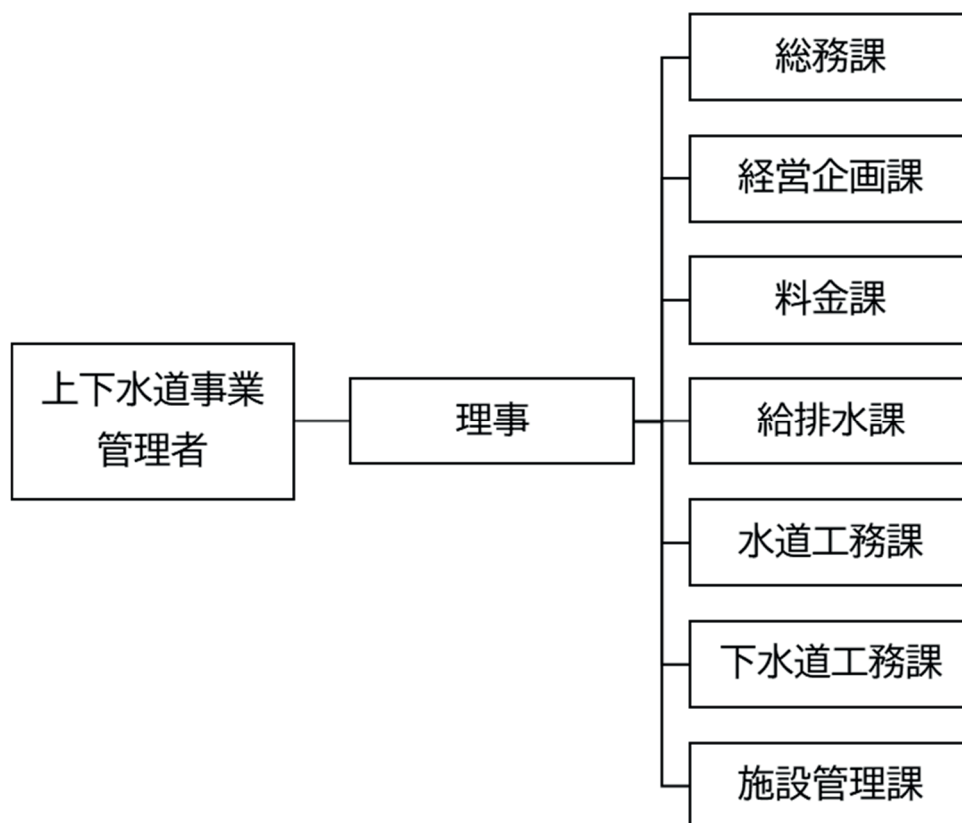 上下水道事業
管理者
理事
総務課
経営企画課
料金課
給排水課
水道工務課
下水道工務課
施設管理課